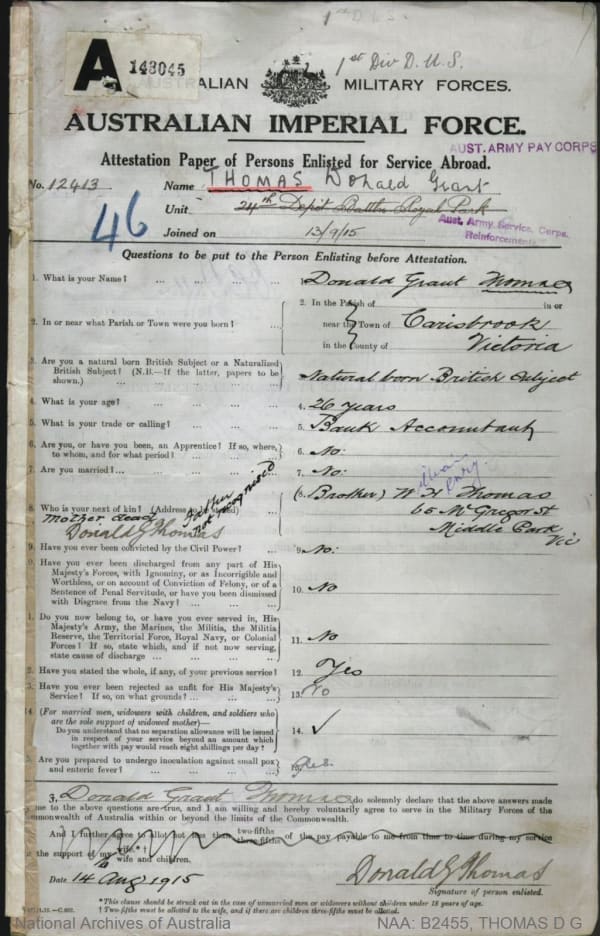 1st Div D.U.S.
A 143045
AUSTRALIAN MILITARY FORCES.
AUSTRALIAN IMPERIAL FORCE.
AUST. ARMY PAY CORPS
Attestation Paper of Persons Enlisted for Service Abroad.
No. 12413 Name THOMAS Donald Grant
46
Unit 24th Depot Battln Royal Park
Aust. Army Service Corps.
Reinforcements
Joined on 13/9/15
Questions to be put to the Person Enlisting before Attestation.
1. What is your Name? ... ... ... 1. Donald Grant Thomas
2. In or near what Parish or Town were you born? ... 2. In the Parish of in or
near the Town of Carisbrook
in the County of Victoria
3. Are you a natural born British Subject or a Naturalized
British Subject? (N.B.—If the latter, papers to be
shown.) ... ... ... 3. Natural born British Subject
4. What is your age? ... ... ... 4. 26 years
5. What is your trade or calling? ... ... 5. Bank Accountant
6. Are you, or have you been, an Apprentice? If so, where,
to whom, and for what period? ... ... 6. No:
7. Are you married? ... ... ... 7. No:
8. Who is your next of kin? (Address to be stated) 8. (Brother) W H Thomas
65 McGregor St
Middle Park
Vic
Mother dead
Father
not recognised
Donald G Thomas
9. Have you ever been convicted by the Civil Power? ... 9. No:
10. Have you ever been discharged from any part of His
Majesty's Forces, with Ignominy, or as Incorrigible and
Worthless, or on account of Conviction of Felony, or of a
Sentence of Penal Servitude, or have you been dismissed
with Disgrace from the Navy? ... ... 10. No
11. Do you now belong to, or have you ever served in, His
Majesty's Army, the Marines, the Militia, the Militia
Reserve, the Territorial Force, Royal Navy, or Colonial
Forces? If so, state which, and if not now serving,
state cause of discharge ... ... 11. No
12. Have you stated the whole, if any, of your previous service? 12. Yes
13. Have you ever been rejected as unfit for His Majesty's
Service? If so, on what grounds? ... ... 13. No
14. (For married men, widowers with children, and soldiers who
are the sole support of widowed mother)—
Do you understand that no separation allowance will be issued
in respect of your service beyond an amount which
together with pay would reach eight shillings per day? 14. ✓
15. Are you prepared to undergo inoculation against small pox
and enteric fever? ... ... ... 15. Yes.
I, Donald Grant Thomas do solemnly declare that the above answers made
by me to the above questions are true, and I am willing and hereby voluntarily agree to serve in the Military Forces of the
Commonwealth of Australia within or beyond the limits of the Commonwealth.
And I further agree to allot not less than two-fifths three-fifths of the pay payable to me from time to time during my service
for the support of my wife.*† wife and children.
Date 14 Aug 1915 Donald G Thomas
Signature of person enlisted.
*This clause should be struck out in the case of unmarried men or widowers without children under 18 years of age.
† Two-fifths must be allotted to the wife, and if there are children three-fifths must be allotted.
National Archives of Australia NAA: B2455, THOMAS D G